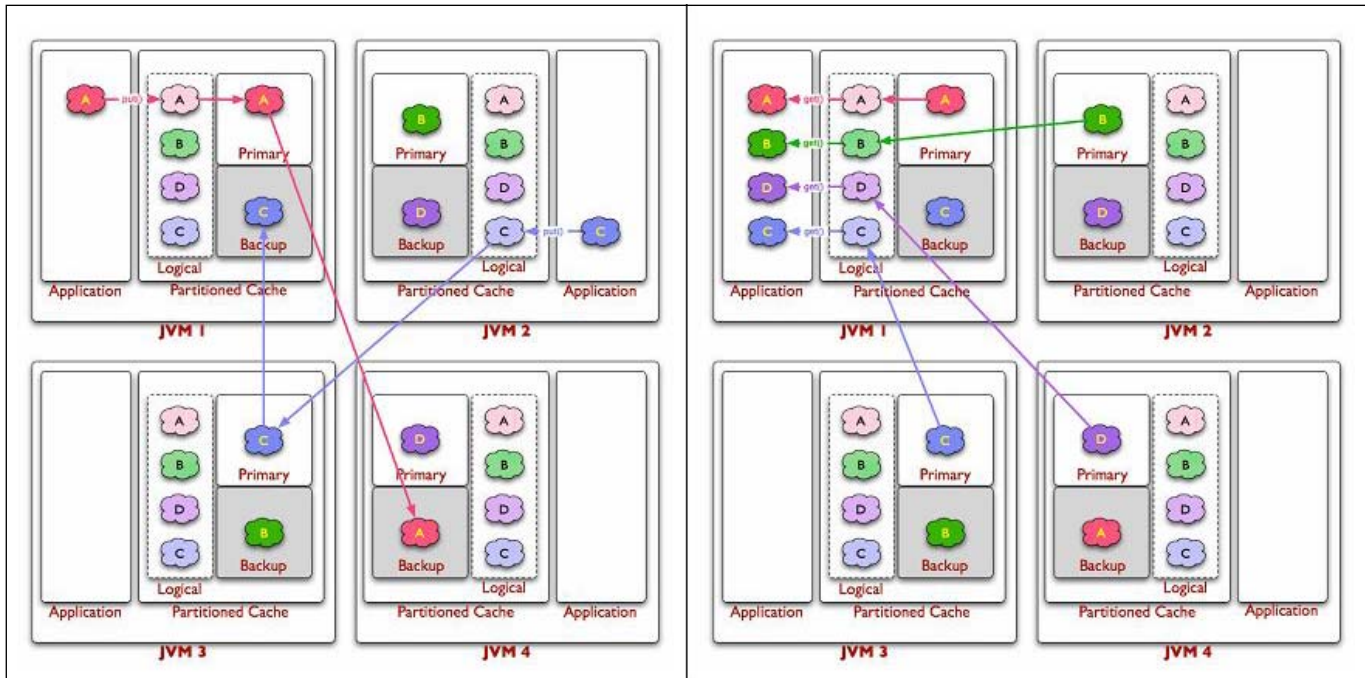 A put() A A
B
Primary
D
C
C
Backup
Logical
Application Partitioned Cache
JVM 1
A
B
B
Primary
D
D
C put() C
Backup
Logical
Partitioned Cache Application
JVM 2
A
C
B
Primary
D
B
C
Backup
Logical
Application Partitioned Cache
JVM 3
A
D
B
Primary
D
A
C
Backup
Logical
Partitioned Cache Application
JVM 4
A get() A A
B get() B
Primary
D get() D
C
C get() C
Backup
Logical
Application Partitioned Cache
JVM 1
A
B
B
Primary
D
D
C
Backup
Logical
Partitioned Cache Application
JVM 2
A
C
B
Primary
D
B
C
Backup
Logical
Application Partitioned Cache
JVM 3
A
D
B
Primary
D
A
C
Backup
Logical
Partitioned Cache Application
JVM 4